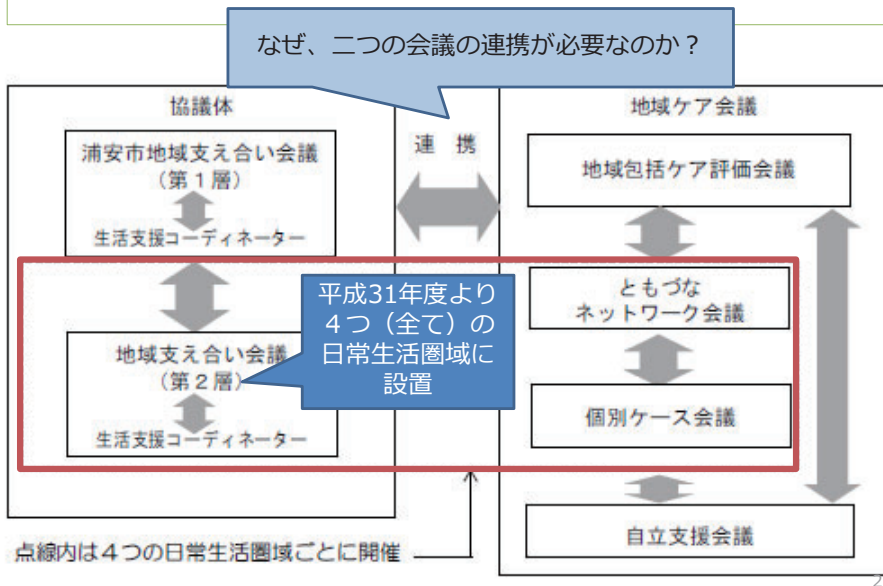 なぜ、二つの会議の連携が必要なのか？
協議体
浦安市地域支え合い会議
（第１層）
生活支援コーディネーター
連　携
地域ケア会議
地域包括ケア評価会議
平成31年度より
４つ（全て）の
日常生活圏域に
設置
地域支え合い会議
（第２層）
生活支援コーディネーター
ともづな
ネットワーク会議
個別ケース会議
自立支援会議
点線内は４つの日常生活圏域ごとに開催